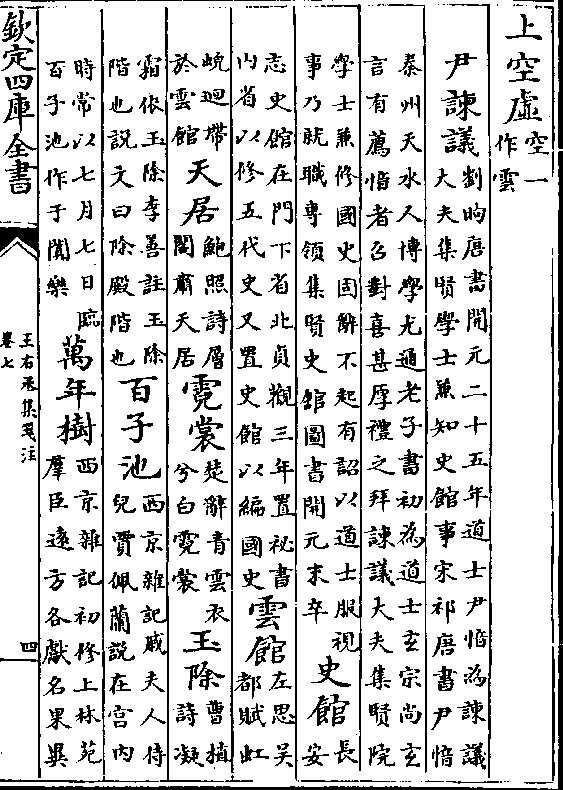 上空虚空一作雲
尹諫議劉昫唐書開元二十五年道士尹愔為諫議大夫集賢學士兼知史館事宋祁唐書尹愔
秦州天水人博學尤通老子書初為道士玄宗尚玄言有薦愔者召對喜甚厚禮之拜諫議大夫集賢院
學士兼修國史固辭不起有詔以道士服視事乃就職專領集賢史館圖書開元末卒史館長安
志史館在門下省北貞觀三年置祕書内省以修五代史又置史館以編國史雲館左思吳都賦虹
蜺迴帶於雲館天居鮑照詩層閣肅天居霓裳楚辭青雲衣兮白霓裳玉除曹植詩凝
霜依玉除李善註玉除階也説文曰除殿階也百子池西京雜記戚夫人侍兒賈佩蘭説在宫内
時常以七月七日臨百子池作于闐樂萬年樹西京雜記初修上林苑羣臣逺方各獻名果異
欽定四庫全書
王右丞集箋注
卷七
四